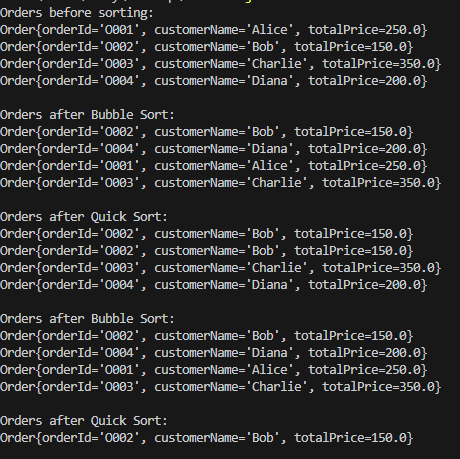 Orders before sorting:
Order{orderId='O001', customerName='Alice', totalPrice=250.0}
Order{orderId='O002', customerName='Bob', totalPrice=150.0}
Order{orderId='O003', customerName='Charlie', totalPrice=350.0}
Order{orderId='O004', customerName='Diana', totalPrice=200.0}

Orders after Bubble Sort:
Order{orderId='O002', customerName='Bob', totalPrice=150.0}
Order{orderId='O004', customerName='Diana', totalPrice=200.0}
Order{orderId='O001', customerName='Alice', totalPrice=250.0}
Order{orderId='O003', customerName='Charlie', totalPrice=350.0}

Orders after Quick Sort:
Order{orderId='O002', customerName='Bob', totalPrice=150.0}
Order{orderId='O002', customerName='Bob', totalPrice=150.0}
Order{orderId='O003', customerName='Charlie', totalPrice=350.0}
Order{orderId='O004', customerName='Diana', totalPrice=200.0}

Orders after Bubble Sort:
Order{orderId='O002', customerName='Bob', totalPrice=150.0}
Order{orderId='O004', customerName='Diana', totalPrice=200.0}
Order{orderId='O001', customerName='Alice', totalPrice=250.0}
Order{orderId='O003', customerName='Charlie', totalPrice=350.0}

Orders after Quick Sort:
Order{orderId='O002', customerName='Bob', totalPrice=150.0}